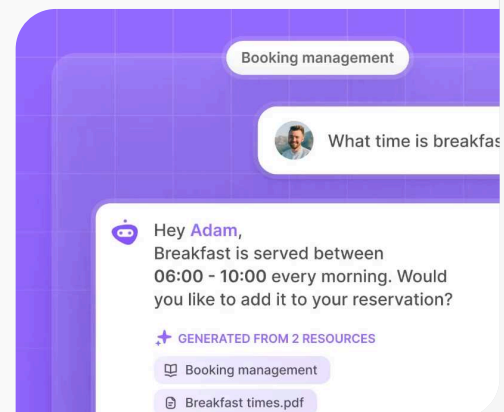 Booking management
What time is breakfas
Hey Adam,
Breakfast is served between
06:00 - 10:00 every morning. Would
you like to add it to your reservation?
GENERATED FROM 2 RESOURCES
Booking management
Breakfast times.pdf